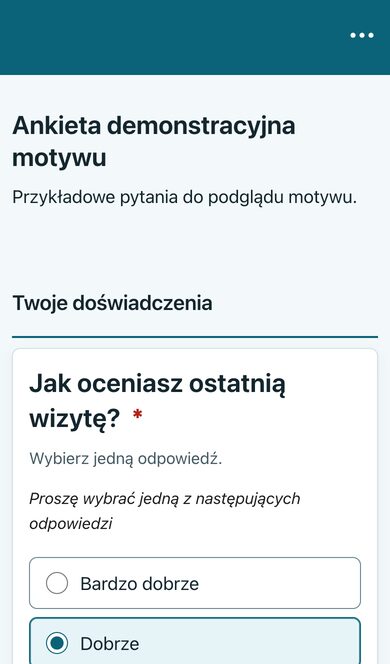 Ankieta demonstracyjna
motywu
Przykładowe pytania do podglądu motywu.
Twoje doświadczenia
Jak oceniasz ostatnią
wizytę? *
Wybierz jedną odpowiedź.
Proszę wybrać jedną z następujących
odpowiedzi
Bardzo dobrze
Dobrze